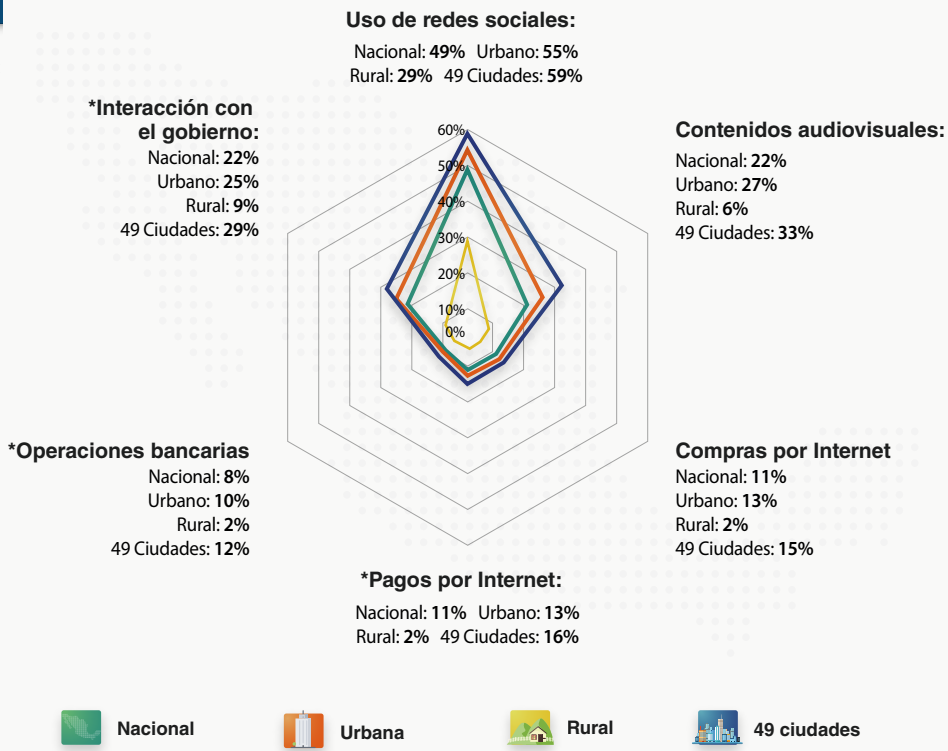 Uso de redes sociales:
Nacional: 49% Urbano: 55%
Rural: 29% 49 Ciudades: 59%
*Interacción con
el gobierno:
Nacional: 22%
Urbano: 25%
Rural: 9%
49 Ciudades: 29%
60%
50%
40%
30%
20%
10%
0%
Contenidos audiovisuales:
Nacional: 22%
Urbano: 27%
Rural: 6%
49 Ciudades: 33%
*Operaciones bancarias
Nacional: 8%
Urbano: 10%
Rural: 2%
49 Ciudades: 12%
Compras por Internet
Nacional: 11%
Urbano: 13%
Rural: 2%
49 Ciudades: 15%
*Pagos por Internet:
Nacional: 11% Urbano: 13%
Rural: 2% 49 Ciudades: 16%
Nacional
Urbana
Rural
49 ciudades